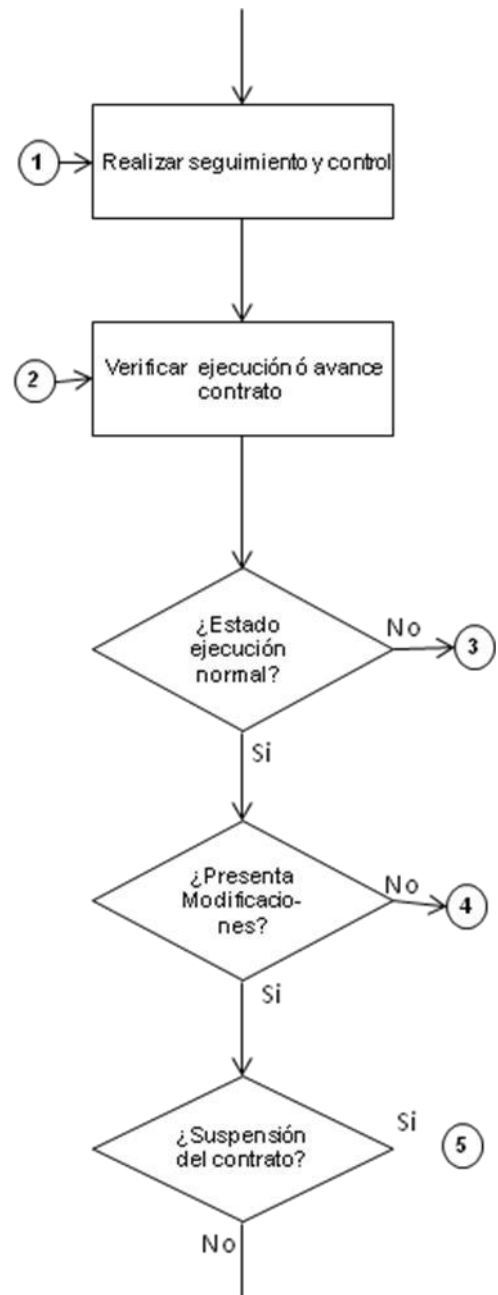 1
Realizar seguimiento y control
2
Verificar ejecución ó avance
contrato
¿Estado
ejecución
normal?
No
3
Si
¿Presenta
Modificacio-
nes?
No
4
Si
¿Suspensión
del contrato?
Si
5
No